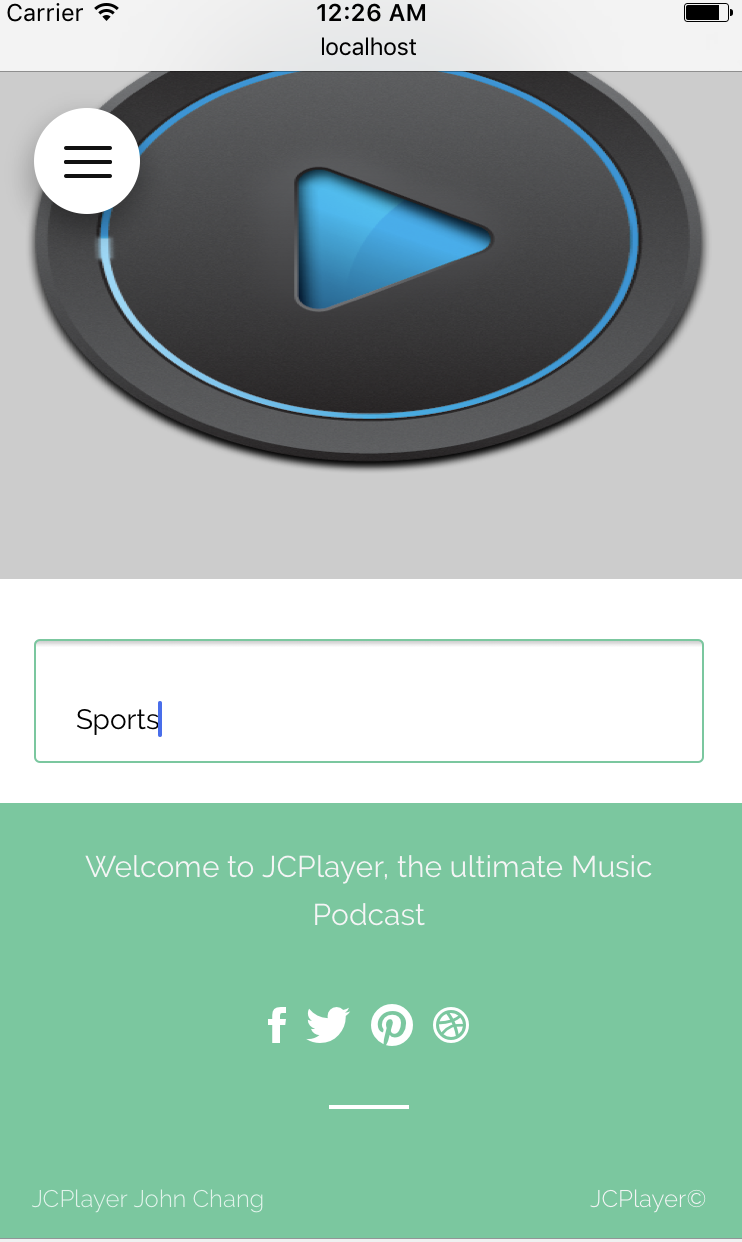 Carrier 12:26 AM
localhost
Sports
Welcome to JCPlayer, the ultimate Music
Podcast
JCPlayer John Chang JCPlayer©